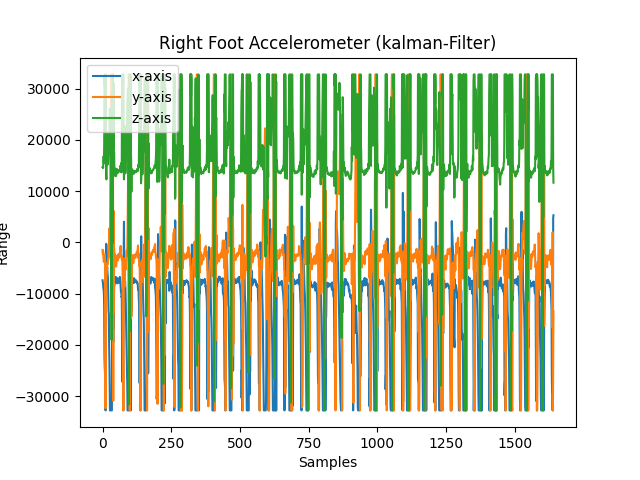 Right Foot Accelerometer (kalman-Filter)
x-axis
y-axis
z-axis
30000
20000
10000
0
−10000
−20000
−30000
Range
0 250 500 750 1000 1250 1500
Samples